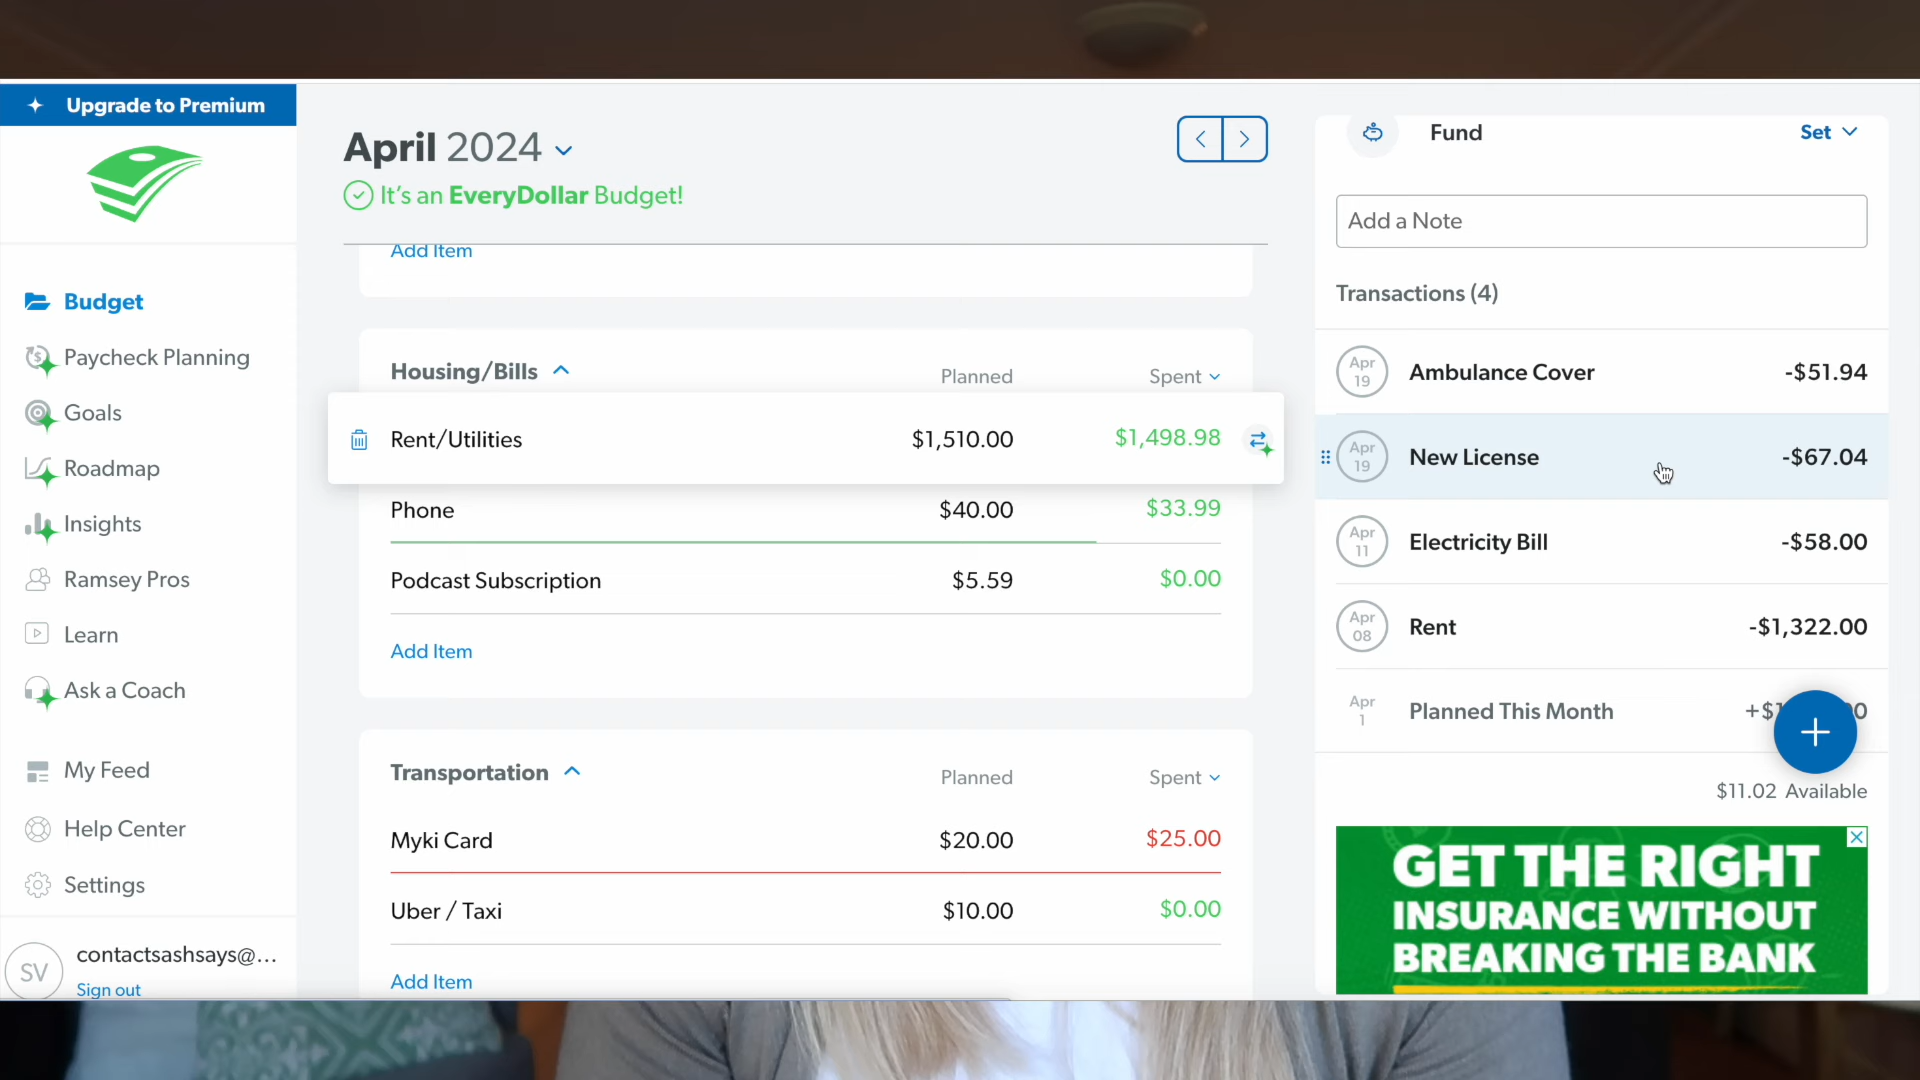 Upgrade to Premium
Budget
Paycheck Planning
Goals
Roadmap
Insights
Ramsey Pros
Learn
Ask a Coach
My Feed
Help Center
Settings
SV
contactsashsays@...
Sign out
April 2024
It's an EveryDollar Budget!
Add Item
Housing/Bills Planned Spent
Rent/Utilities $1,510.00 $1,498.98
Phone $40.00 $33.99
Podcast Subscription $5.59 $0.00
Add Item
Transportation Planned Spent
Myki Card $20.00 $25.00
Uber / Taxi $10.00 $0.00
Add Item
Fund Set
Add a Note
Transactions (4)
Apr 19 Ambulance Cover -$51.94
Apr 19 New License -$67.04
Apr 11 Electricity Bill -$58.00
Apr 08 Rent -$1,322.00
Apr 1 Planned This Month
$11.02 Available
GET THE RIGHT
INSURANCE WITHOUT
BREAKING THE BANK